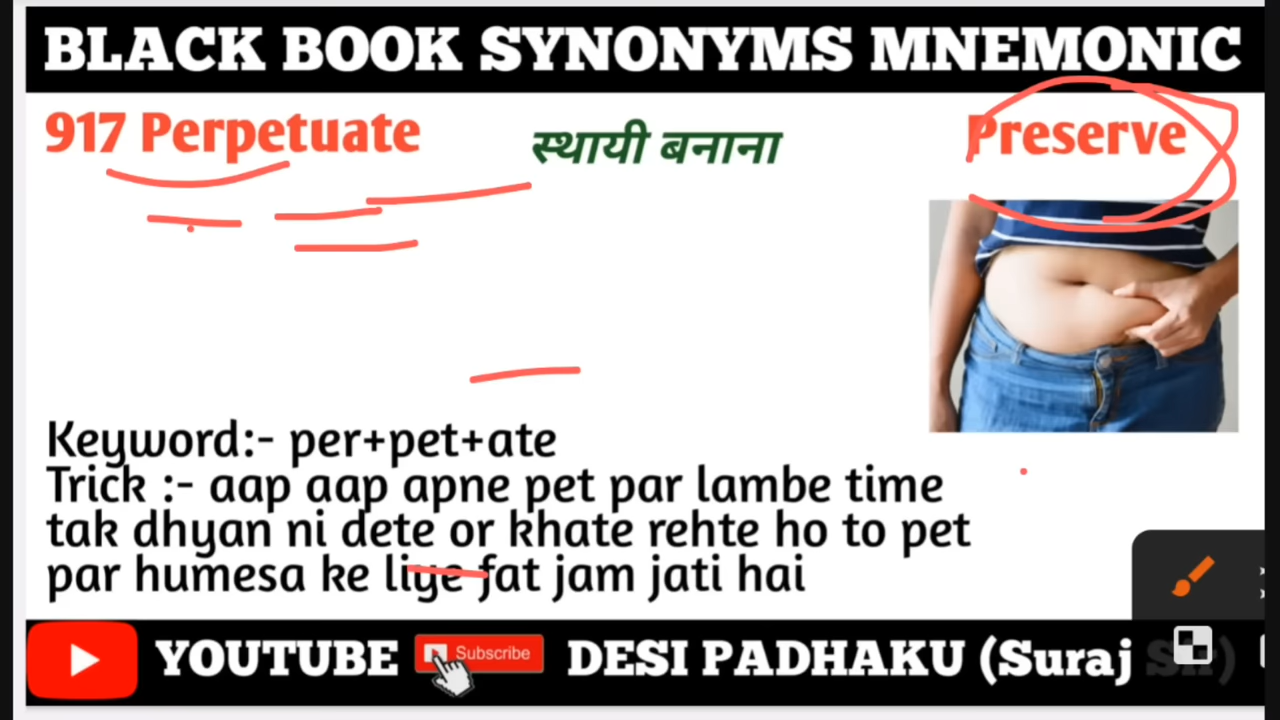 BLACK BOOK SYNONYMS MNEMONIC
917 Perpetuate स्थायी बनाना Preserve
Keyword:- per+pet+ate
Trick :- aap aap apne pet par lambe time
tak dhyan ni dete or khate rehte ho to pet
par humesa ke liye fat jam jati hai
YOUTUBE Subscribe DESI PADHAKU (Suraj